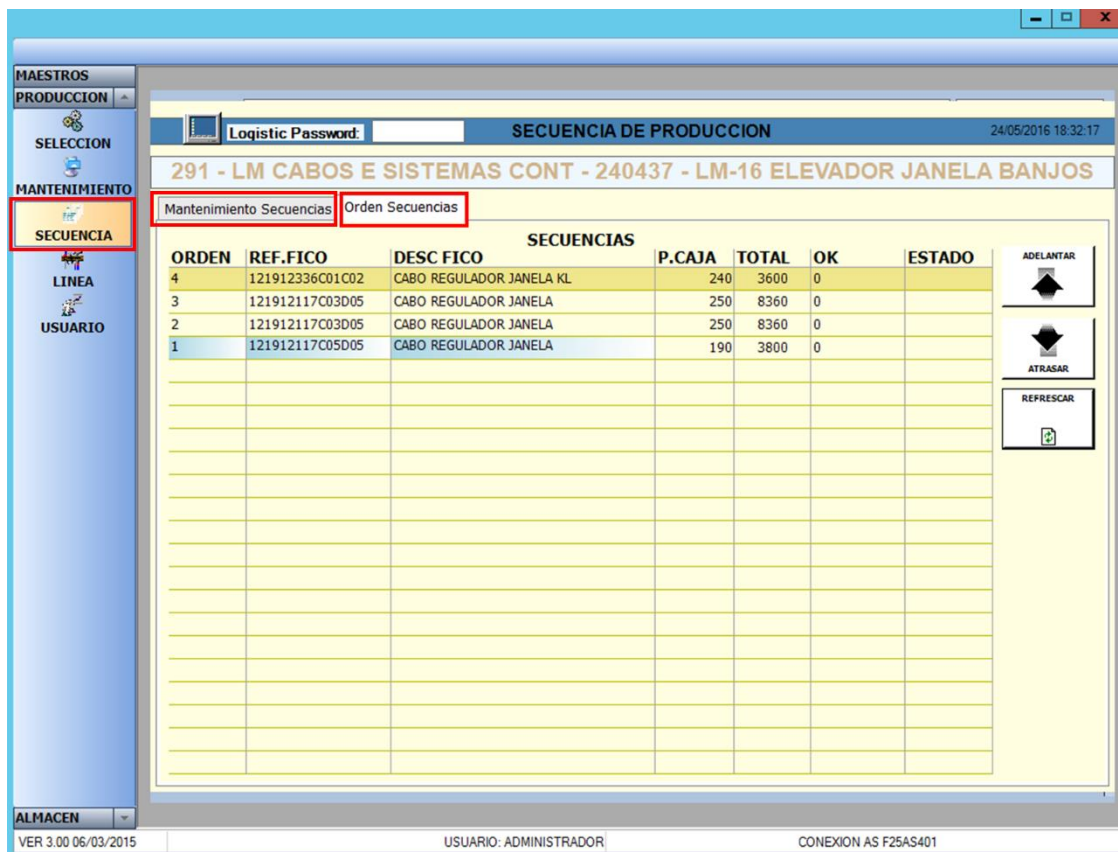 MAESTROS
PRODUCCION
SELECCION
MANTENIMIENTO
SECUENCIA
LINEA
USUARIO
Logistic Password:
SECUENCIA DE PRODUCCION
24/05/2016 18:32:17
291 - LM CABOS E SISTEMAS CONT - 240437 - LM-16 ELEVADOR JANELA BANJOS
Mantenimiento Secuencias
Orden Secuencias
SECUENCIAS
ORDEN REF.FICO DESC FICO P.CAJA TOTAL OK ESTADO
4 121912336C01C02 CABO REGULADOR JANELA KL 240 3600 0
3 121912117C03D05 CABO REGULADOR JANELA 250 8360 0
2 121912117C03D05 CABO REGULADOR JANELA 250 8360 0
1 121912117C05D05 CABO REGULADOR JANELA 190 3800 0
ADELANTAR
ATRASAR
REFRESCAR
ALMACEN
VER 3.00 06/03/2015
USUARIO: ADMINISTRADOR
CONEXION AS F25AS401